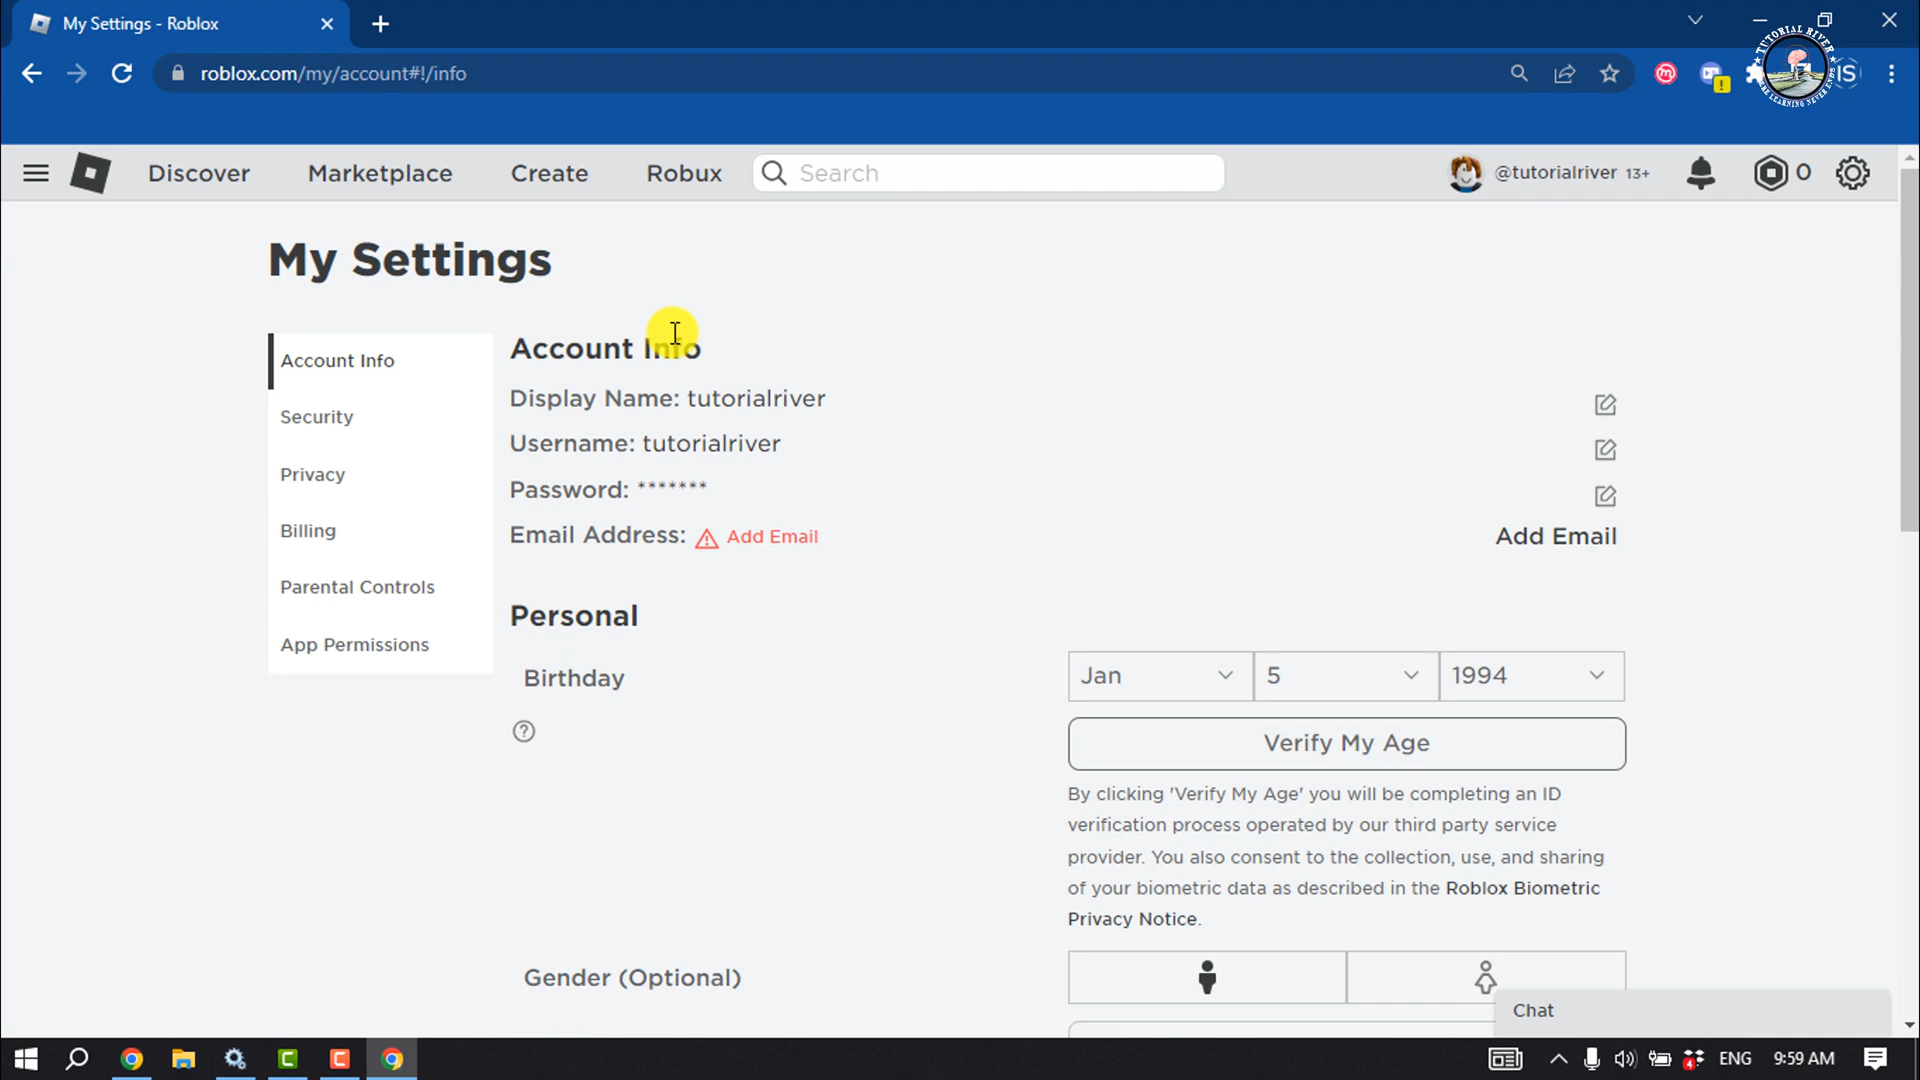 My Settings - Roblox
roblox.com/my/account#!/info
TUTORIAL RIVER
IS
Discover
Marketplace
Create
Robux
Search
@tutorialriver 13+
0
My Settings
Account Info
Security
Privacy
Billing
Parental Controls
App Permissions
Account Info
Display Name: tutorialriver
Username: tutorialriver
Password: *******
Email Address: Add Email
Add Email
Personal
Birthday
Jan
5
1994
Verify My Age
By clicking 'Verify My Age' you will be completing an ID
verification process operated by our third party service
provider. You also consent to the collection, use, and sharing
of your biometric data as described in the Roblox Biometric
Privacy Notice.
Gender (Optional)
Chat
ENG
9:59 AM